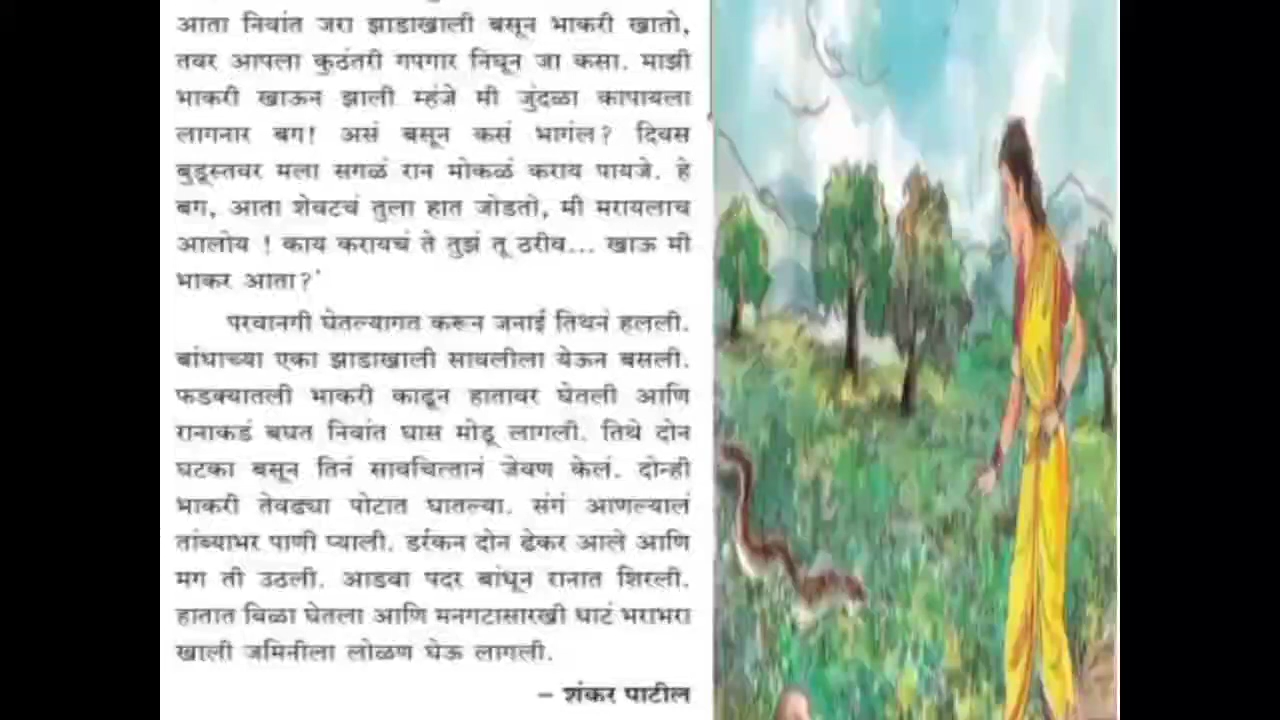 आता निवांत जरा झाडाखाली बसून भाकरी खातो,
तवर आपला कुठंतरी गपगार निघून जा कसा. माझी
भाकरी खाऊन झाली म्हंजे मी जुंदळा कापायला
लागनार बग! असं बसून कसं भागंल? दिवस
बुडूस्तवर मला सगळं रान मोकळं कराय पायजे. हे
बग, आता शेवटचं तुला हात जोडतो, मी मरायलाच
आलोय ! काय करायचं ते तुझं तू ठरीव... खाऊ मी
भाकर आता?'
परवानगी घेतल्यागत करून जनाई तिथनं हलली.
बांधाच्या एका झाडाखाली सावलीला येऊन बसली.
फडक्यातली भाकरी काढून हातावर घेतली आणि
रानाकडं बघत निवांत घास मोडू लागली. तिथे दोन
घटका बसून तिनं सावचित्तानं जेवण केलं. दोन्ही
भाकरी तेवढ्या पोटात घातल्या. संगं आणल्यालं
तांब्याभर पाणी प्याली. डर्रकन दोन ढेकर आले आणि
मग ती उठली. आडवा पदर बांधून रानात शिरली.
हातात विळा घेतला आणि मनगटासारखी धाटं भराभरा
खाली जमिनीला लोळण घेऊ लागली.
– शंकर पाटील